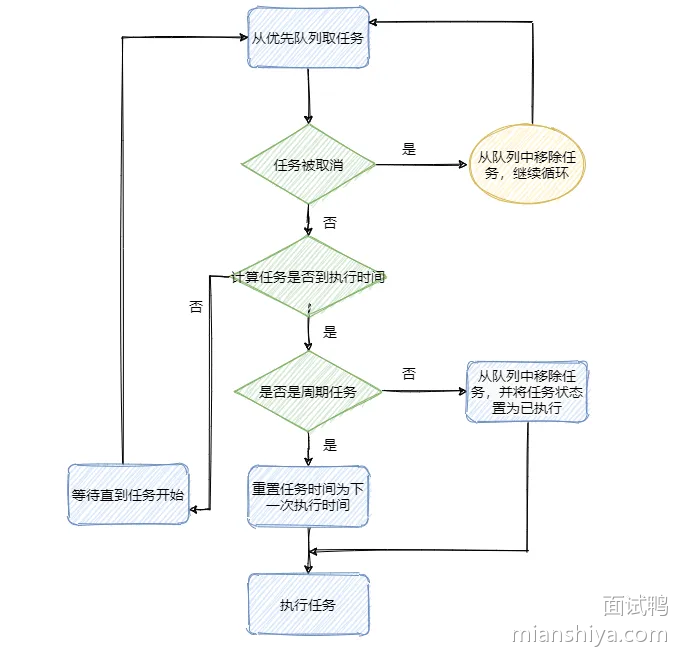 从优先队列取任务
任务被取消
是
从队列中移除任
务，继续循环
否
计算任务是否到执行时间
否
是
是否是周期任务
否
从队列中移除任
务，并将任务状态
置为已执行
是
等待直到任务开始
重置任务时间为下
一次执行时间
执行任务
面试鸭
mianshiya.com